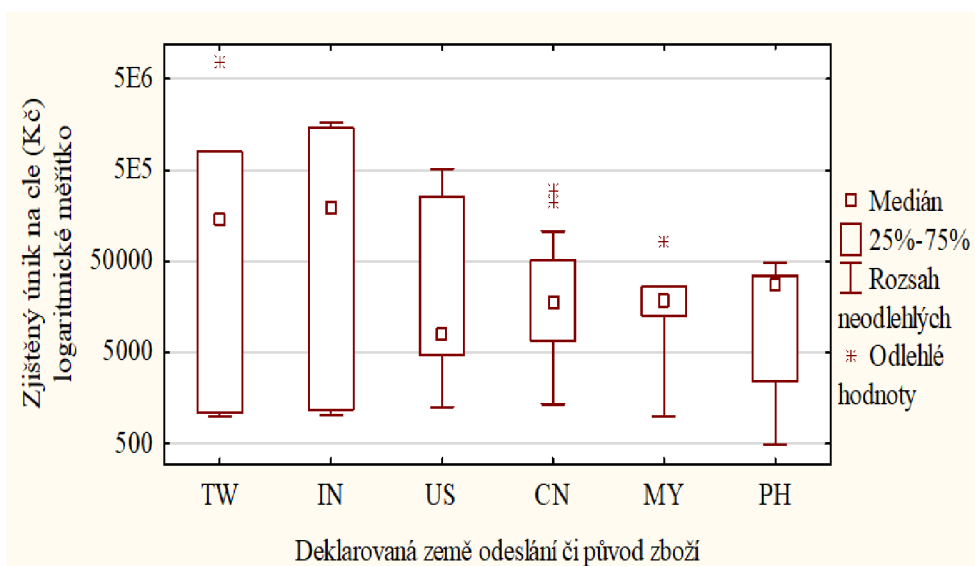 Zjištěný únik na cle (Kč)
logaritmické měřítko
5E6
5E5
50000
5000
500
TW IN US CN MY PH
Deklarovaná země odeslání či původ zboží
Medián
25%-75%
Rozsah
neodlehlých
Odlehlé
hodnoty